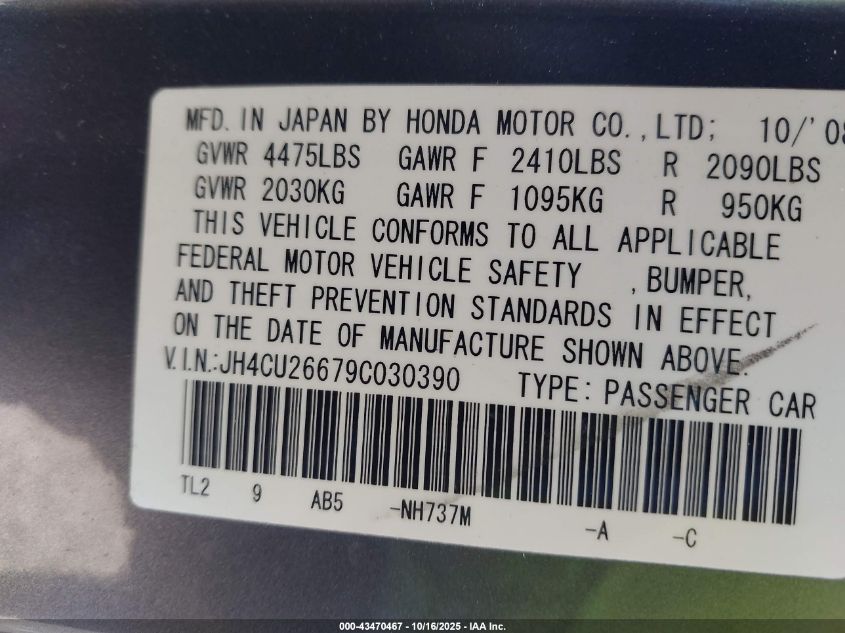 MFD. IN JAPAN BY HONDA MOTOR CO., LTD; 10/'08
GVWR 4475LBS GAWR F 2410LBS R 2090LBS
GVWR 2030KG GAWR F 1095KG R 950KG
THIS VEHICLE CONFORMS TO ALL APPLICABLE
FEDERAL MOTOR VEHICLE SAFETY , BUMPER,
AND THEFT PREVENTION STANDARDS IN EFFECT
ON THE DATE OF MANUFACTURE SHOWN ABOVE.
V.I.N.:JH4CU26679C030390 TYPE: PASSENGER CAR
TL2 9 AB5 -NH737M -A -C
000-43470467 - 10/16/2025 - IAA Inc.